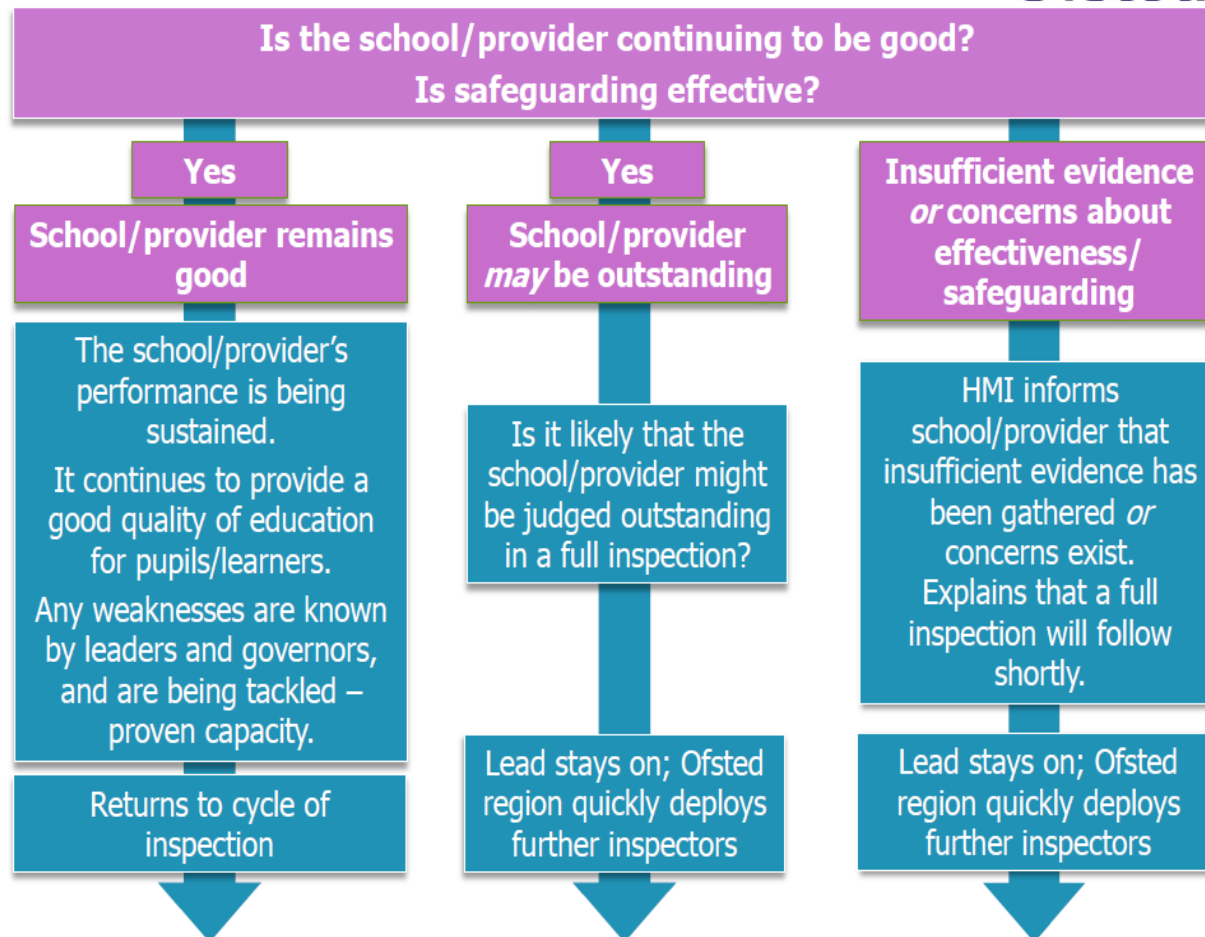 Is the school/provider continuing to be good?
Is safeguarding effective?
Yes
School/provider remains
good
The school/provider’s
performance is being
sustained.
It continues to provide a
good quality of education
for pupils/learners.
Any weaknesses are known
by leaders and governors,
and are being tackled –
proven capacity.
Returns to cycle of
inspection
Yes
School/provider
may be outstanding
Is it likely that the
school/provider might
be judged outstanding
in a full inspection?
Lead stays on; Ofsted
region quickly deploys
further inspectors
Insufficient evidence
or concerns about
effectiveness/
safeguarding
HMI informs
school/provider that
insufficient evidence has
been gathered or
concerns exist.
Explains that a full
inspection will follow
shortly.
Lead stays on; Ofsted
region quickly deploys
further inspectors